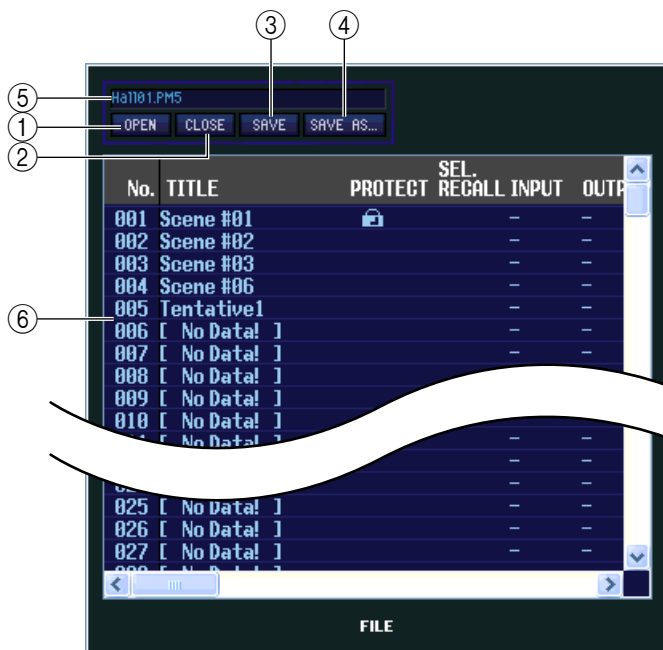 ③ ④
⑤ Hall01.PM5
① OPEN CLOSE SAVE SAVE AS...
②
No. TITLE PROTECT SEL. RECALL INPUT OUTP
001 Scene #01 – –
002 Scene #02 – –
003 Scene #03 – –
004 Scene #06 – –
005 Tentative1 – –
⑥ 006 [ No Data! ] – –
007 [ No Data! ] – –
008 [ No Data! ] – –
009 [ No Data! ] –
010 [ No Data! ]
No Data! – –
– –
025 [ No Data! ] – –
026 [ No Data! ] – –
027 [ No Data! ] – –
FILE